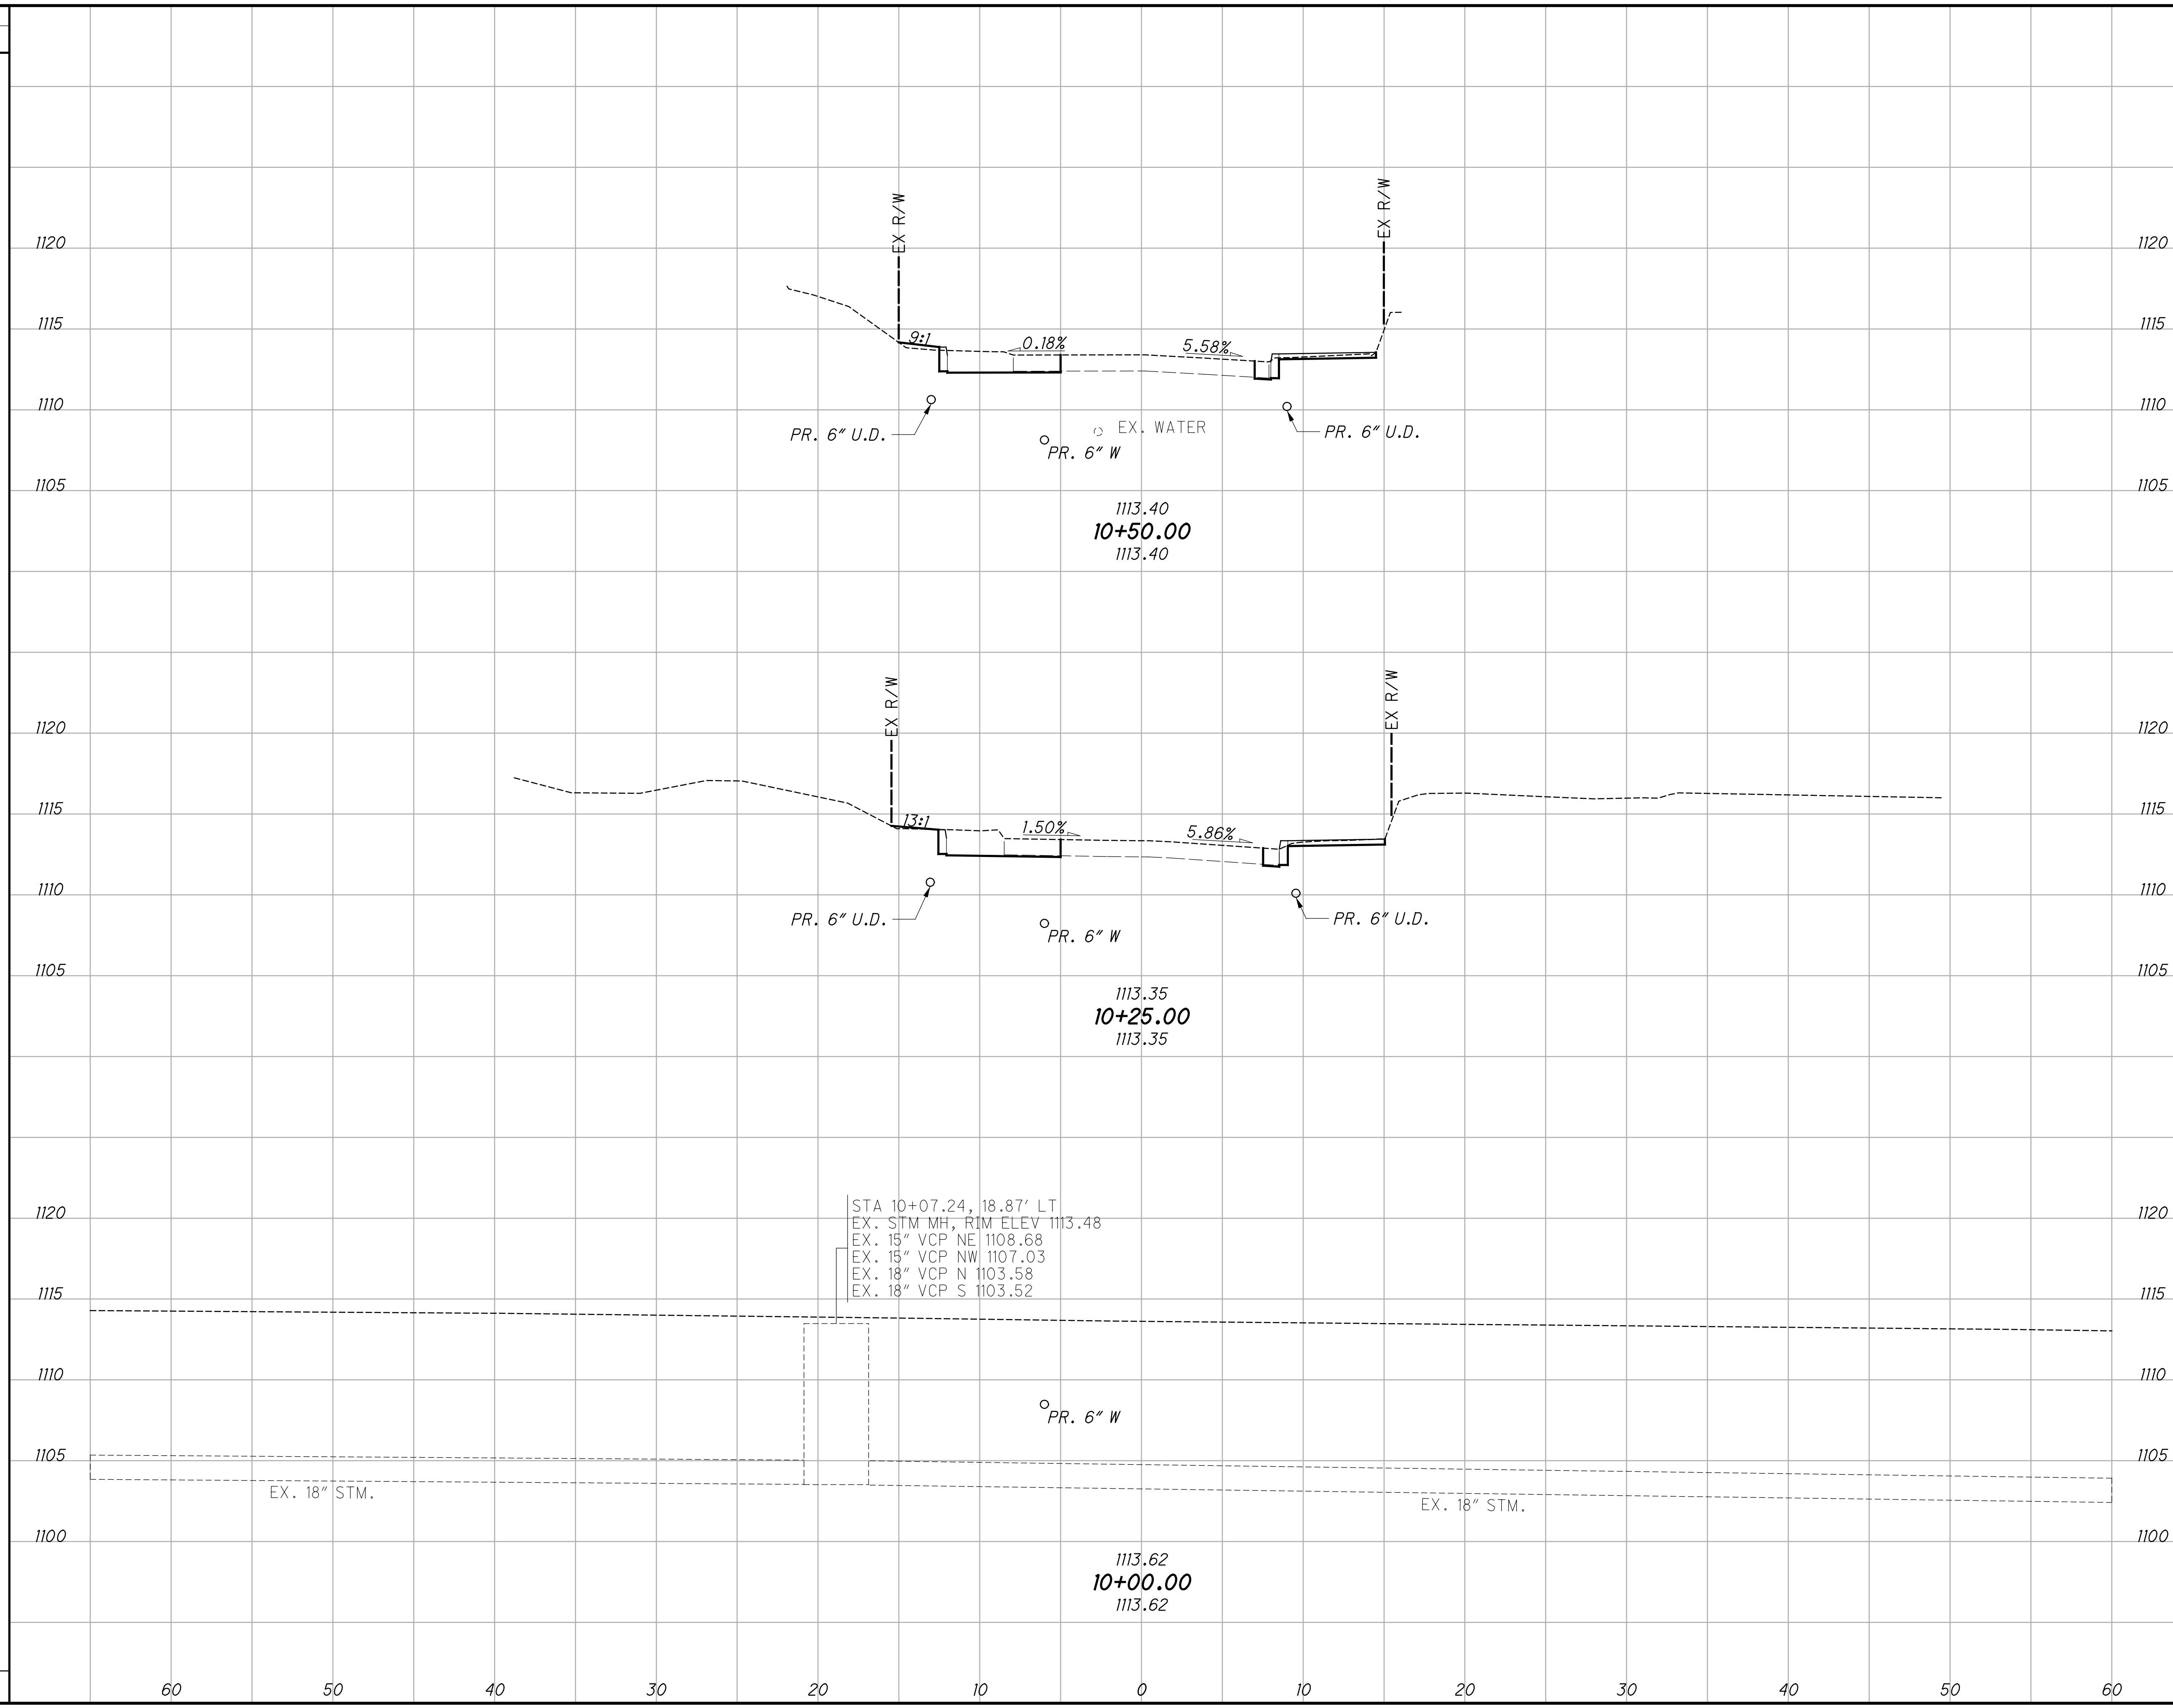 EX R/W
EX R/W
1120 1120
1115 9:1 0.18% 5.58% 1115
1110 1110
PR. 6" U.D. EX. WATER PR. 6" U.D.
PR. 6" W
1105 1105
1113.40
10+50.00
1113.40
EX R/W
EX R/W
1120 1120
1115 13:1 1.50% 5.86% 1115
1110 1110
PR. 6" U.D. PR. 6" U.D.
PR. 6" W
1105 1105
1113.35
10+25.00
1113.35
STA 10+07.24, 18.87' LT
1120 1120
EX. STM MH, RIM ELEV 1113.48
EX. 15" VCP NE 1108.68
EX. 15" VCP NW 1107.03
EX. 18" VCP N 1103.58
EX. 18" VCP S 1103.52
1115 1115
1110 1110
PR. 6" W
1105 1105
EX. 18" STM. EX. 18" STM.
1100 1100
1113.62
10+00.00
1113.62
60 50 40 30 20 10 0 10 20 30 40 50 60